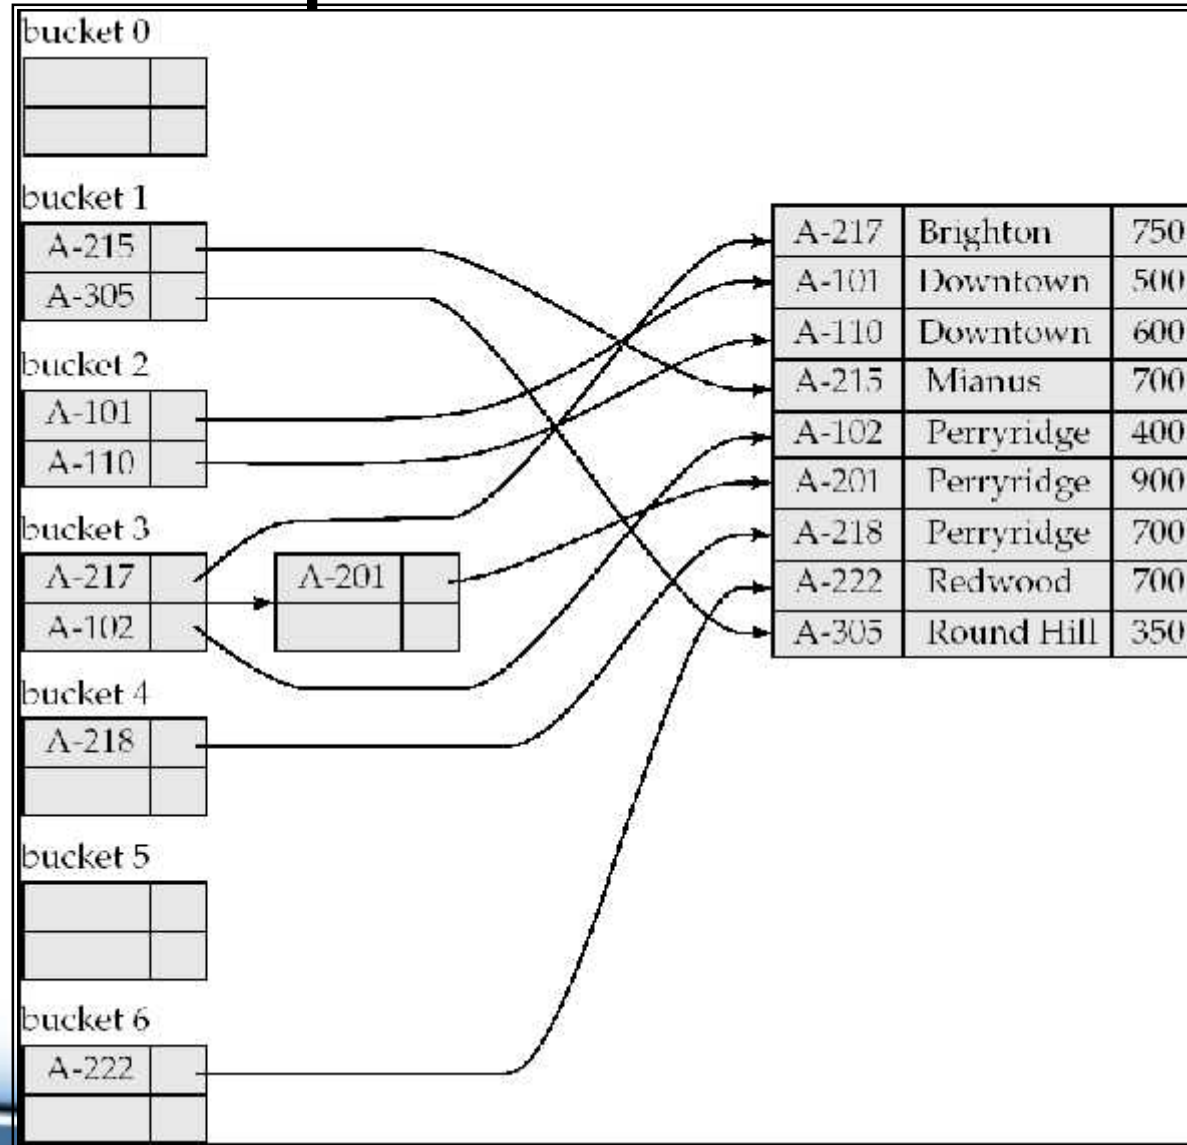 bucket 0
bucket 1
A-215
A-305
bucket 2
A-101
A-110
bucket 3
A-217
A-102
A-201
bucket 4
A-218
bucket 5
bucket 6
A-222
A-217 Brighton 750
A-101 Downtown 500
A-110 Downtown 600
A-215 Mianus 700
A-102 Perryridge 400
A-201 Perryridge 900
A-218 Perryridge 700
A-222 Redwood 700
A-305 Round Hill 350